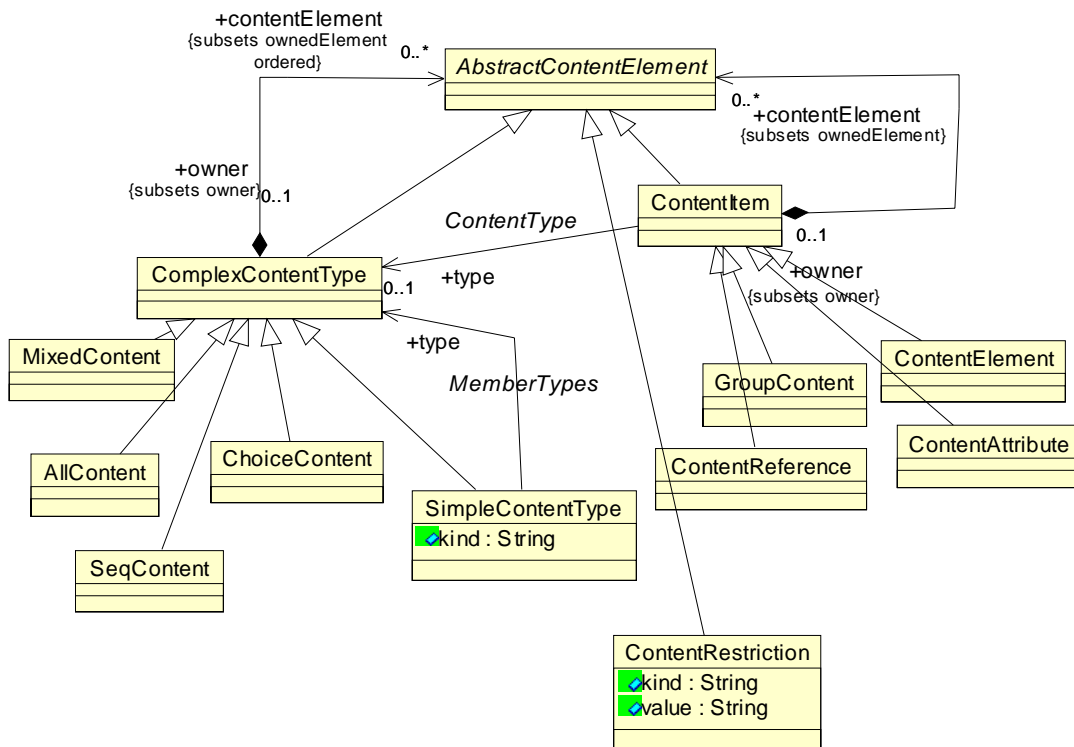 +contentElement
{subsets ownedElement
ordered}
0..*
AbstractContentElement
0..*
+contentElement
{subsets ownedElement}
+owner
{subsets owner}
0..1
ContentItem
ContentType
0..1
+owner
{subsets owner}
ComplexContentType
0..1
+type
+type
MemberTypes
MixedContent
ContentElement
GroupContent
ContentAttribute
AllContent
ChoiceContent
ContentReference
SimpleContentType
kind : String
SeqContent
ContentRestriction
kind : String
value : String